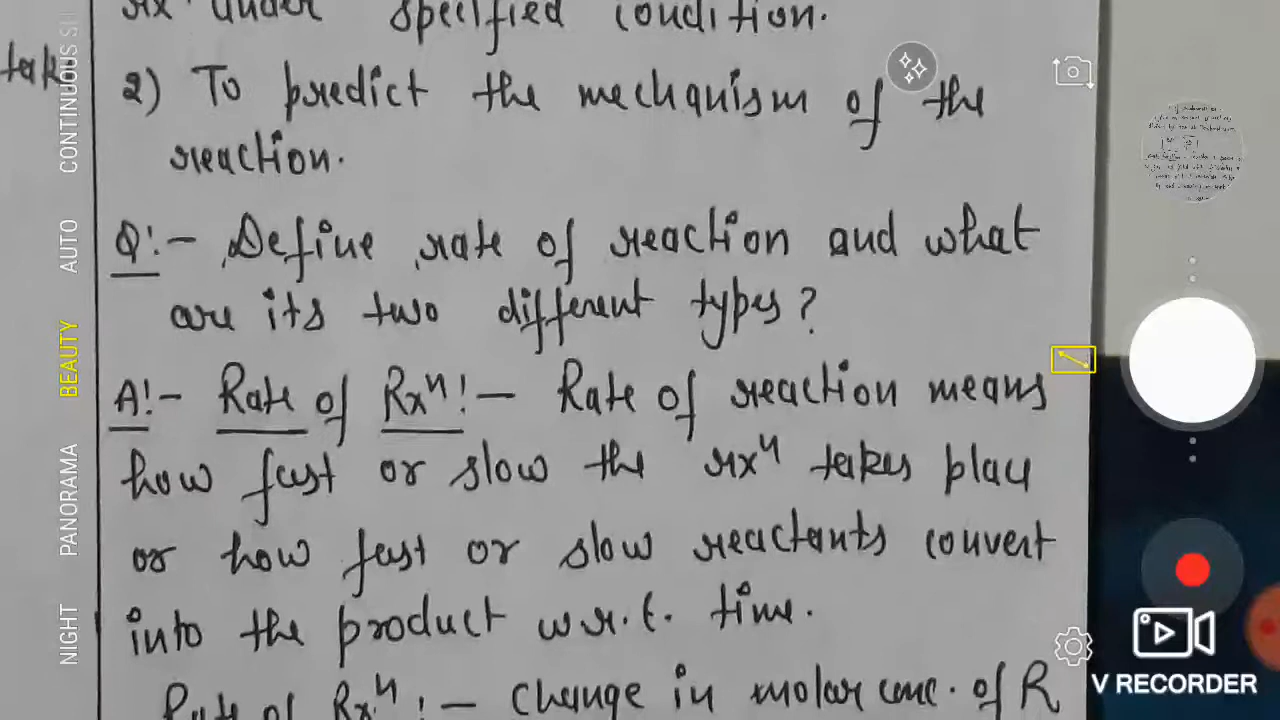 rx under specified condition.
2) To predict the mechanism of the
reaction.
Q:- Define rate of reaction and what
are its two different types?
A:- Rate of Rxn:- Rate of reaction means
how fast or slow the rxn takes place
or how fast or slow reactants convert
into the product w.r.t. time.
Rate of Rxn:- Change in molar conc. of R
take
CONTINUOUS S
AUTO
BEAUTY
PANORAMA
NIGHT
V RECORDER